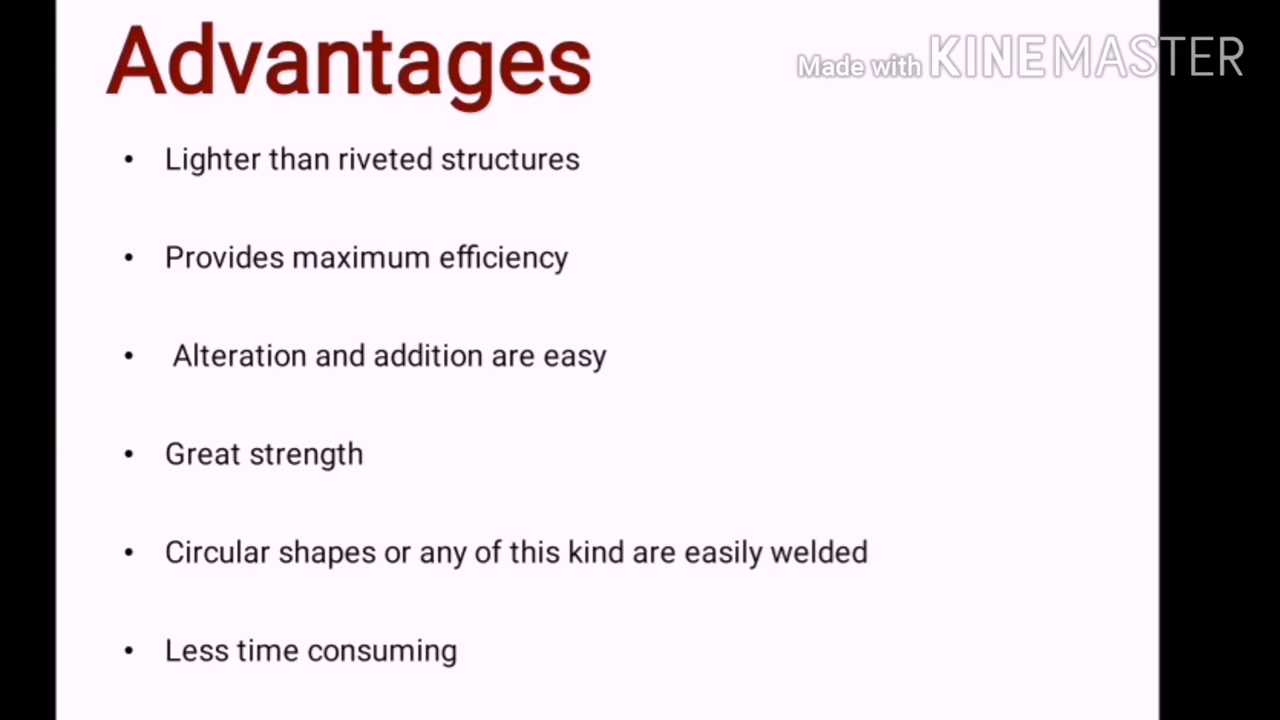 Advantages
Made with KINEMASTER
• Lighter than riveted structures
• Provides maximum efficiency
• Alteration and addition are easy
• Great strength
• Circular shapes or any of this kind are easily welded
• Less time consuming